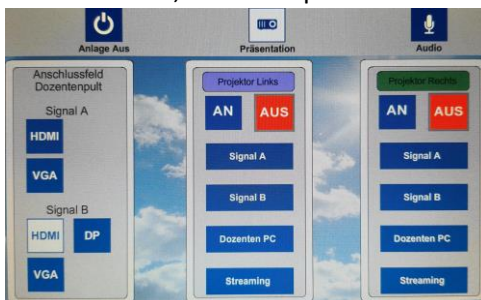 Anlage Aus
Präsentation
Audio
Anschlussfeld
Dozentenpult
Signal A
HDMI
VGA
Signal B
HDMI
DP
VGA
Projektor Links
AN
AUS
Signal A
Signal B
Dozenten PC
Streaming
Projektor Rechts
AN
AUS
Signal A
Signal B
Dozenten PC
Streaming